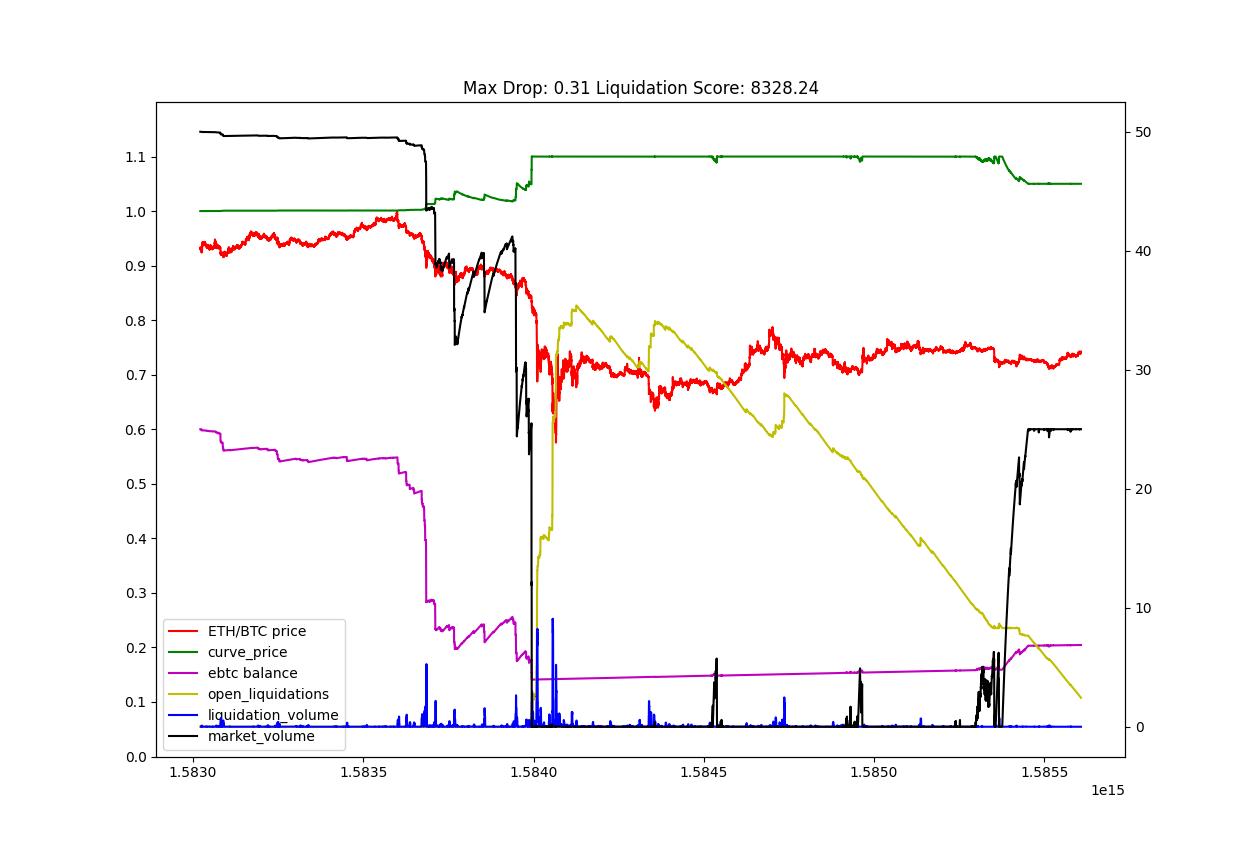 Max Drop: 0.31 Liquidation Score: 8328.24
1.1
1.0
0.9
0.8
0.7
0.6
0.5
0.4
0.3
0.2
0.1
0.0
50
40
30
20
10
0
ETH/BTC price
curve_price
ebtc balance
open_liquidations
liquidation_volume
market_volume
1.5830 1.5835 1.5840 1.5845 1.5850 1.5855
1e15